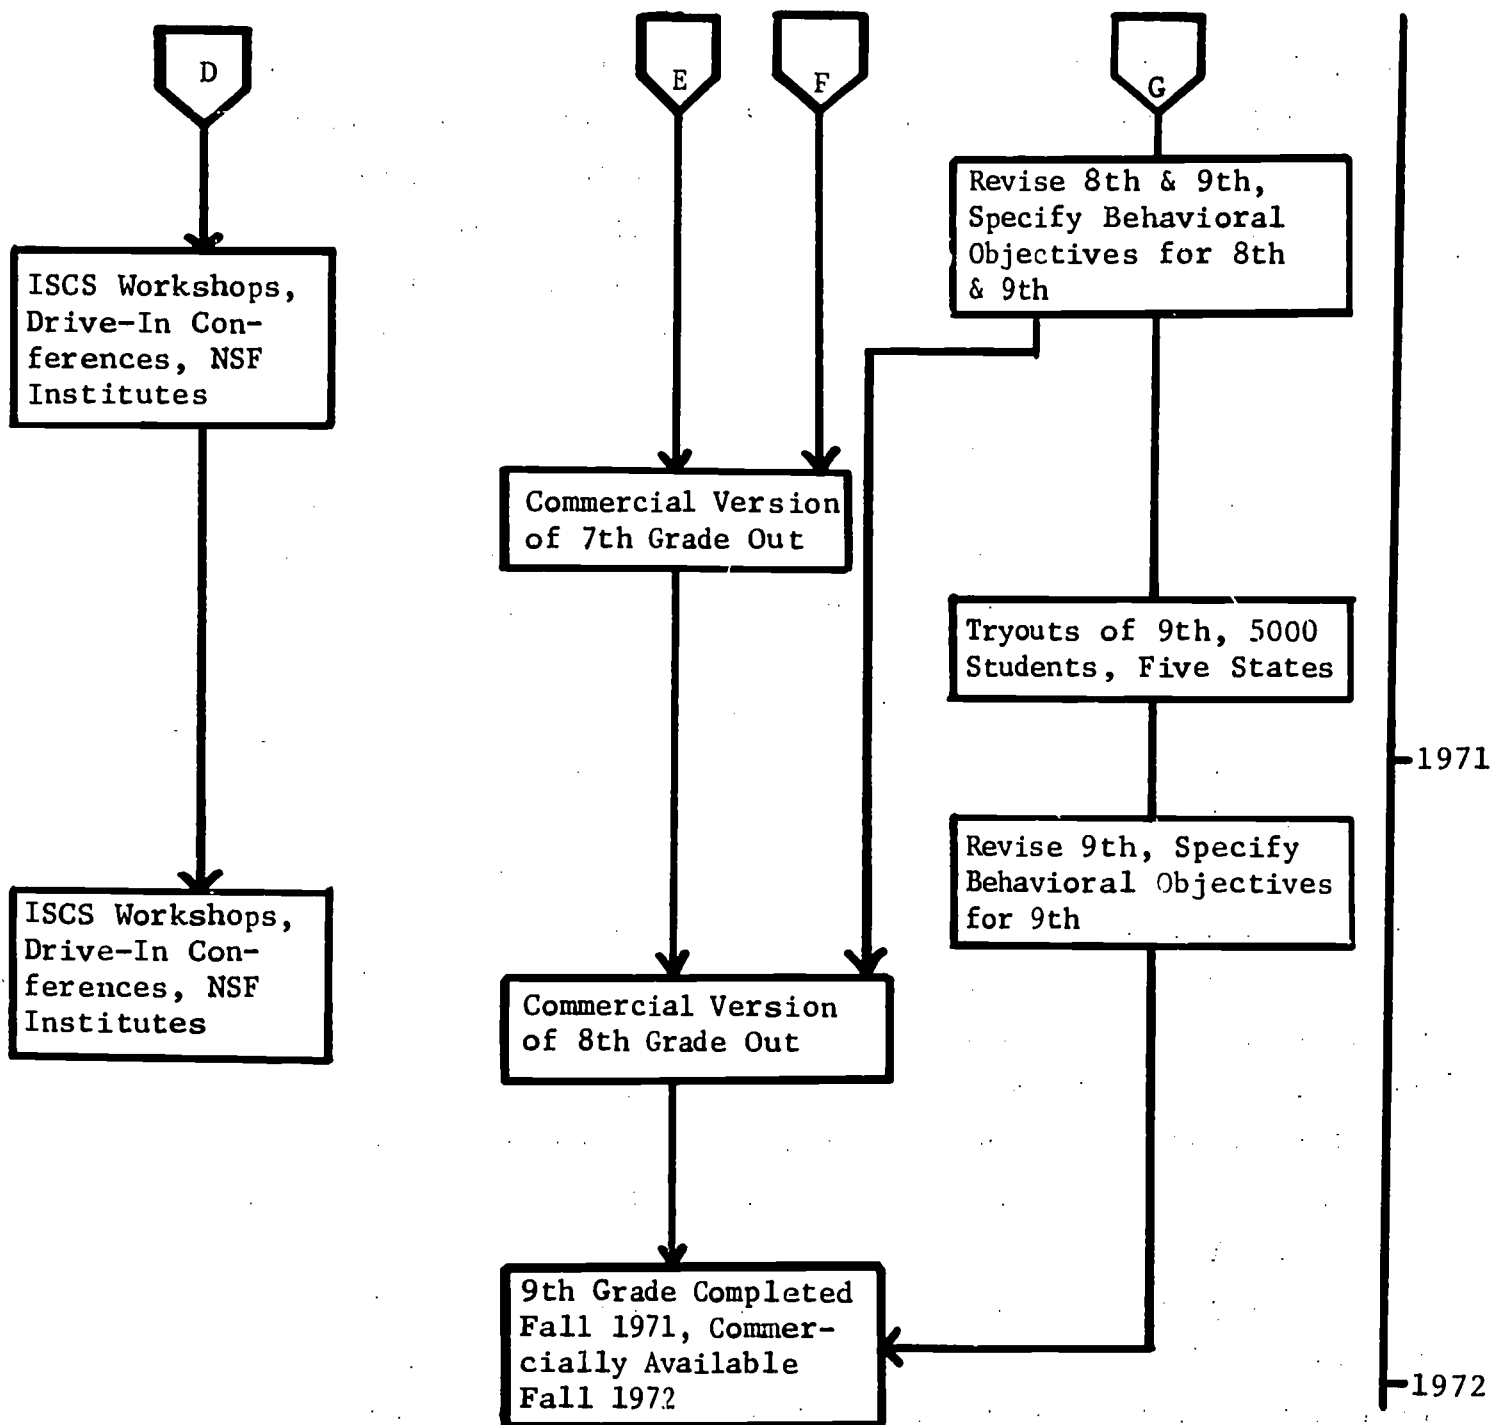 D
E
F
G
Revise 8th & 9th,
Specify Behavioral
Objectives for 8th
& 9th
ISCS Workshops,
Drive-In Con-
ferences, NSF
Institutes
Commercial Version
of 7th Grade Out
Tryouts of 9th, 5000
Students, Five States
1971
Revise 9th, Specify
Behavioral Objectives
for 9th
ISCS Workshops,
Drive-In Con-
ferences, NSF
Institutes
Commercial Version
of 8th Grade Out
9th Grade Completed
Fall 1971, Commer-
cially Available
Fall 1972
1972